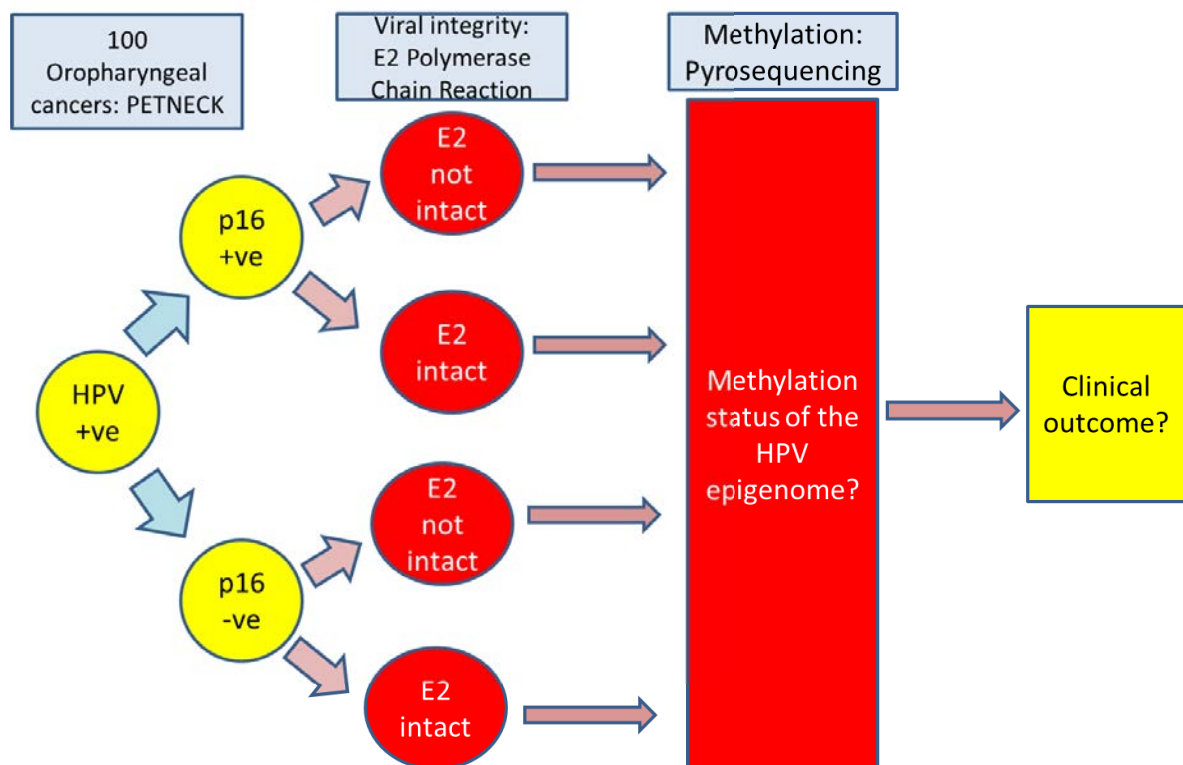 100
Oropharyngeal
cancers: PETNECK
Viral integrity:
E2 Polymerase
Chain Reaction
Methylation:
Pyrosequencing
E2
not
intact
p16
+ve
E2
intact
HPV
+ve
Methylation
status of the
HPV
epigenome?
Clinical
outcome?
E2
not
intact
p16
-ve
E2
intact